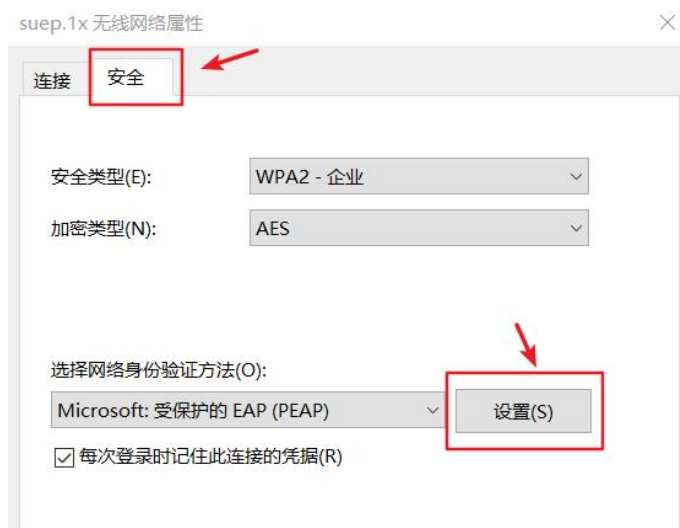 suep.1x 无线网络属性
连接 安全
安全类型(E): WPA2 - 企业
加密类型(N): AES
选择网络身份验证方法(O):
Microsoft: 受保护的 EAP (PEAP) 设置(S)
每次登录时记住此连接的凭据(R)